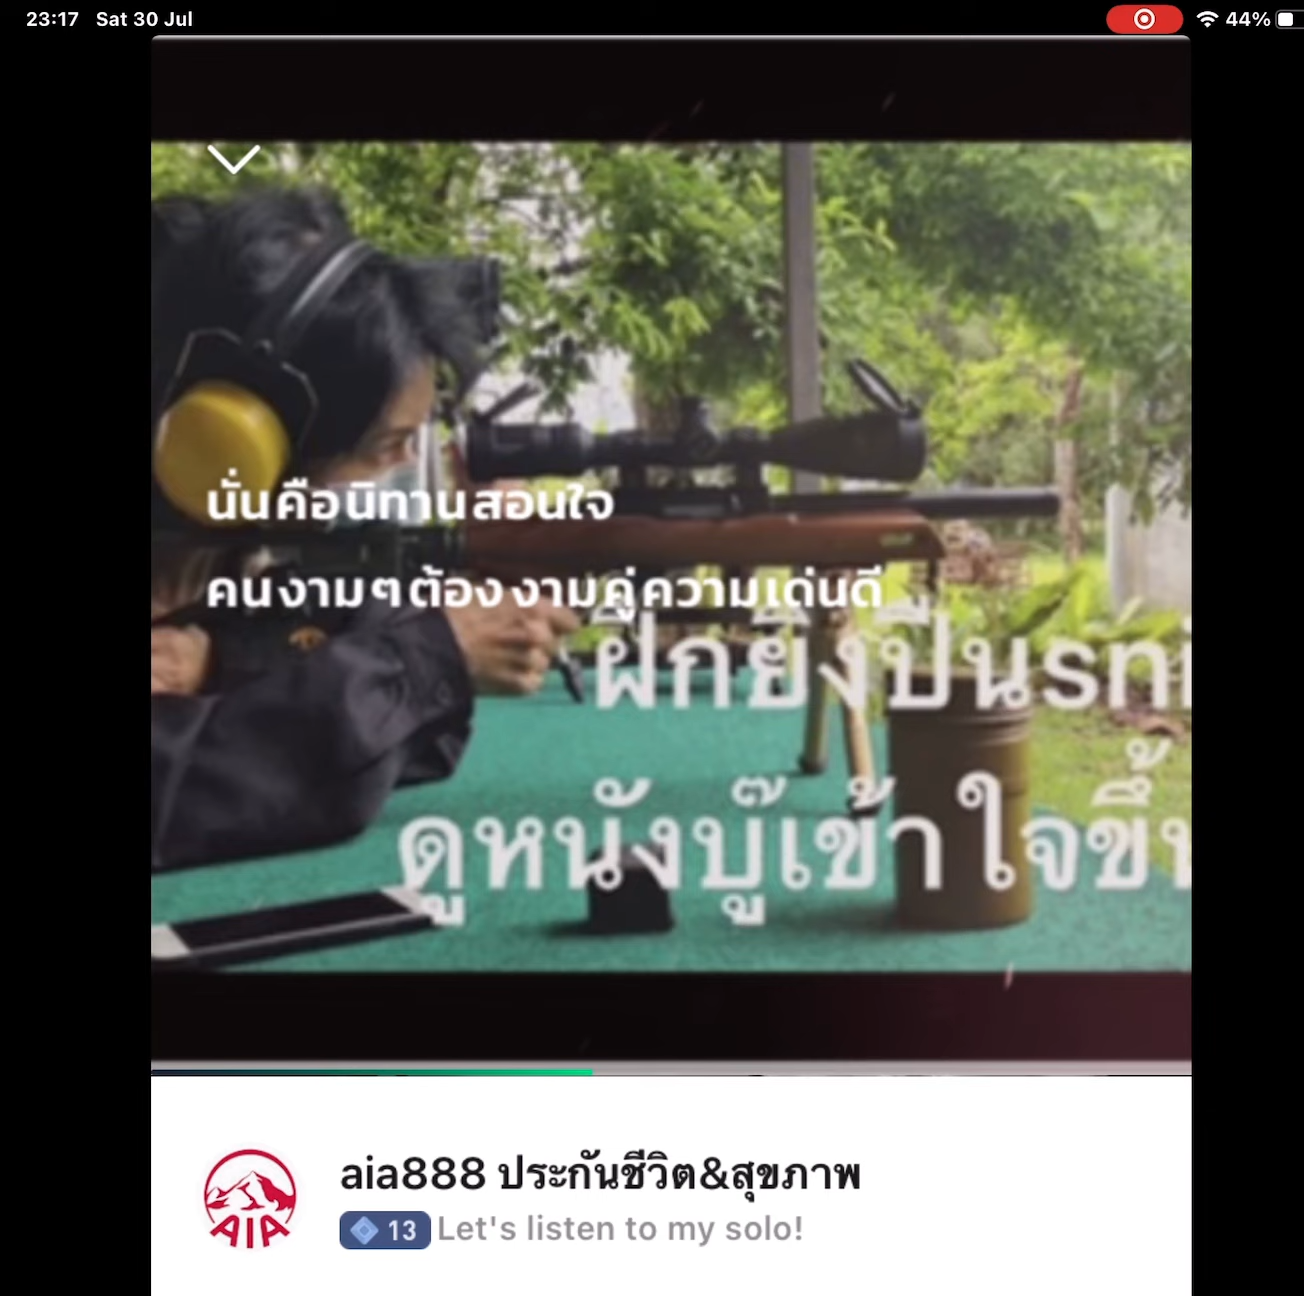 23:17 Sat 30 Jul
44%
นั่นคือนิทานสอนใจ
คนงามๆต้องงามคู่ความเด่นดี
ฝึกยิงปืนsni
ดูหนังบู๊เข้าใจขึ้น
AIA
aia888 ประกันชีวิต&สุขภาพ
13 Let's listen to my solo!